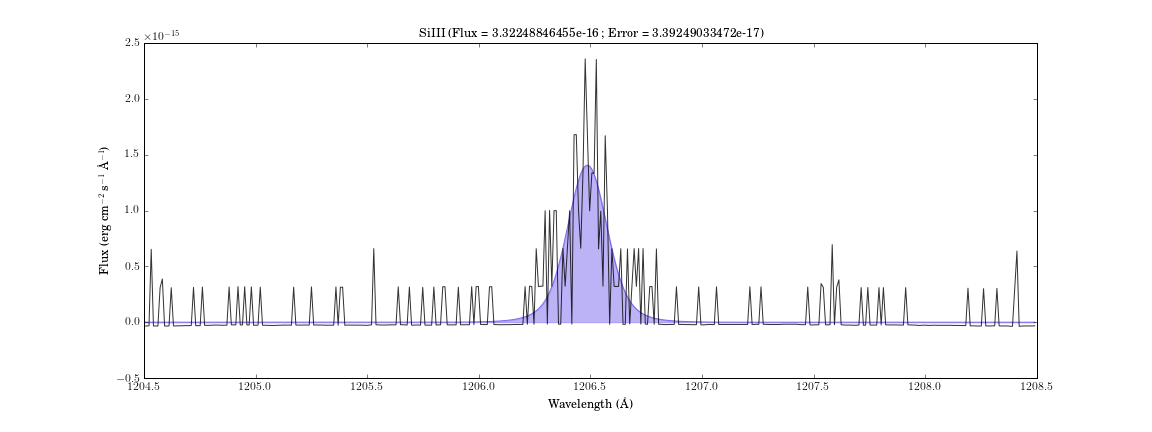 SiIII (Flux = 3.32248846455e-16 ; Error = 3.39249033472e-17)
×10⁻¹⁵
2.5
2.0
1.5
1.0
0.5
0.0
−0.5
Flux (erg cm⁻² s⁻¹ Å⁻¹)
1204.5 1205.0 1205.5 1206.0 1206.5 1207.0 1207.5 1208.0 1208.5
Wavelength (Å)